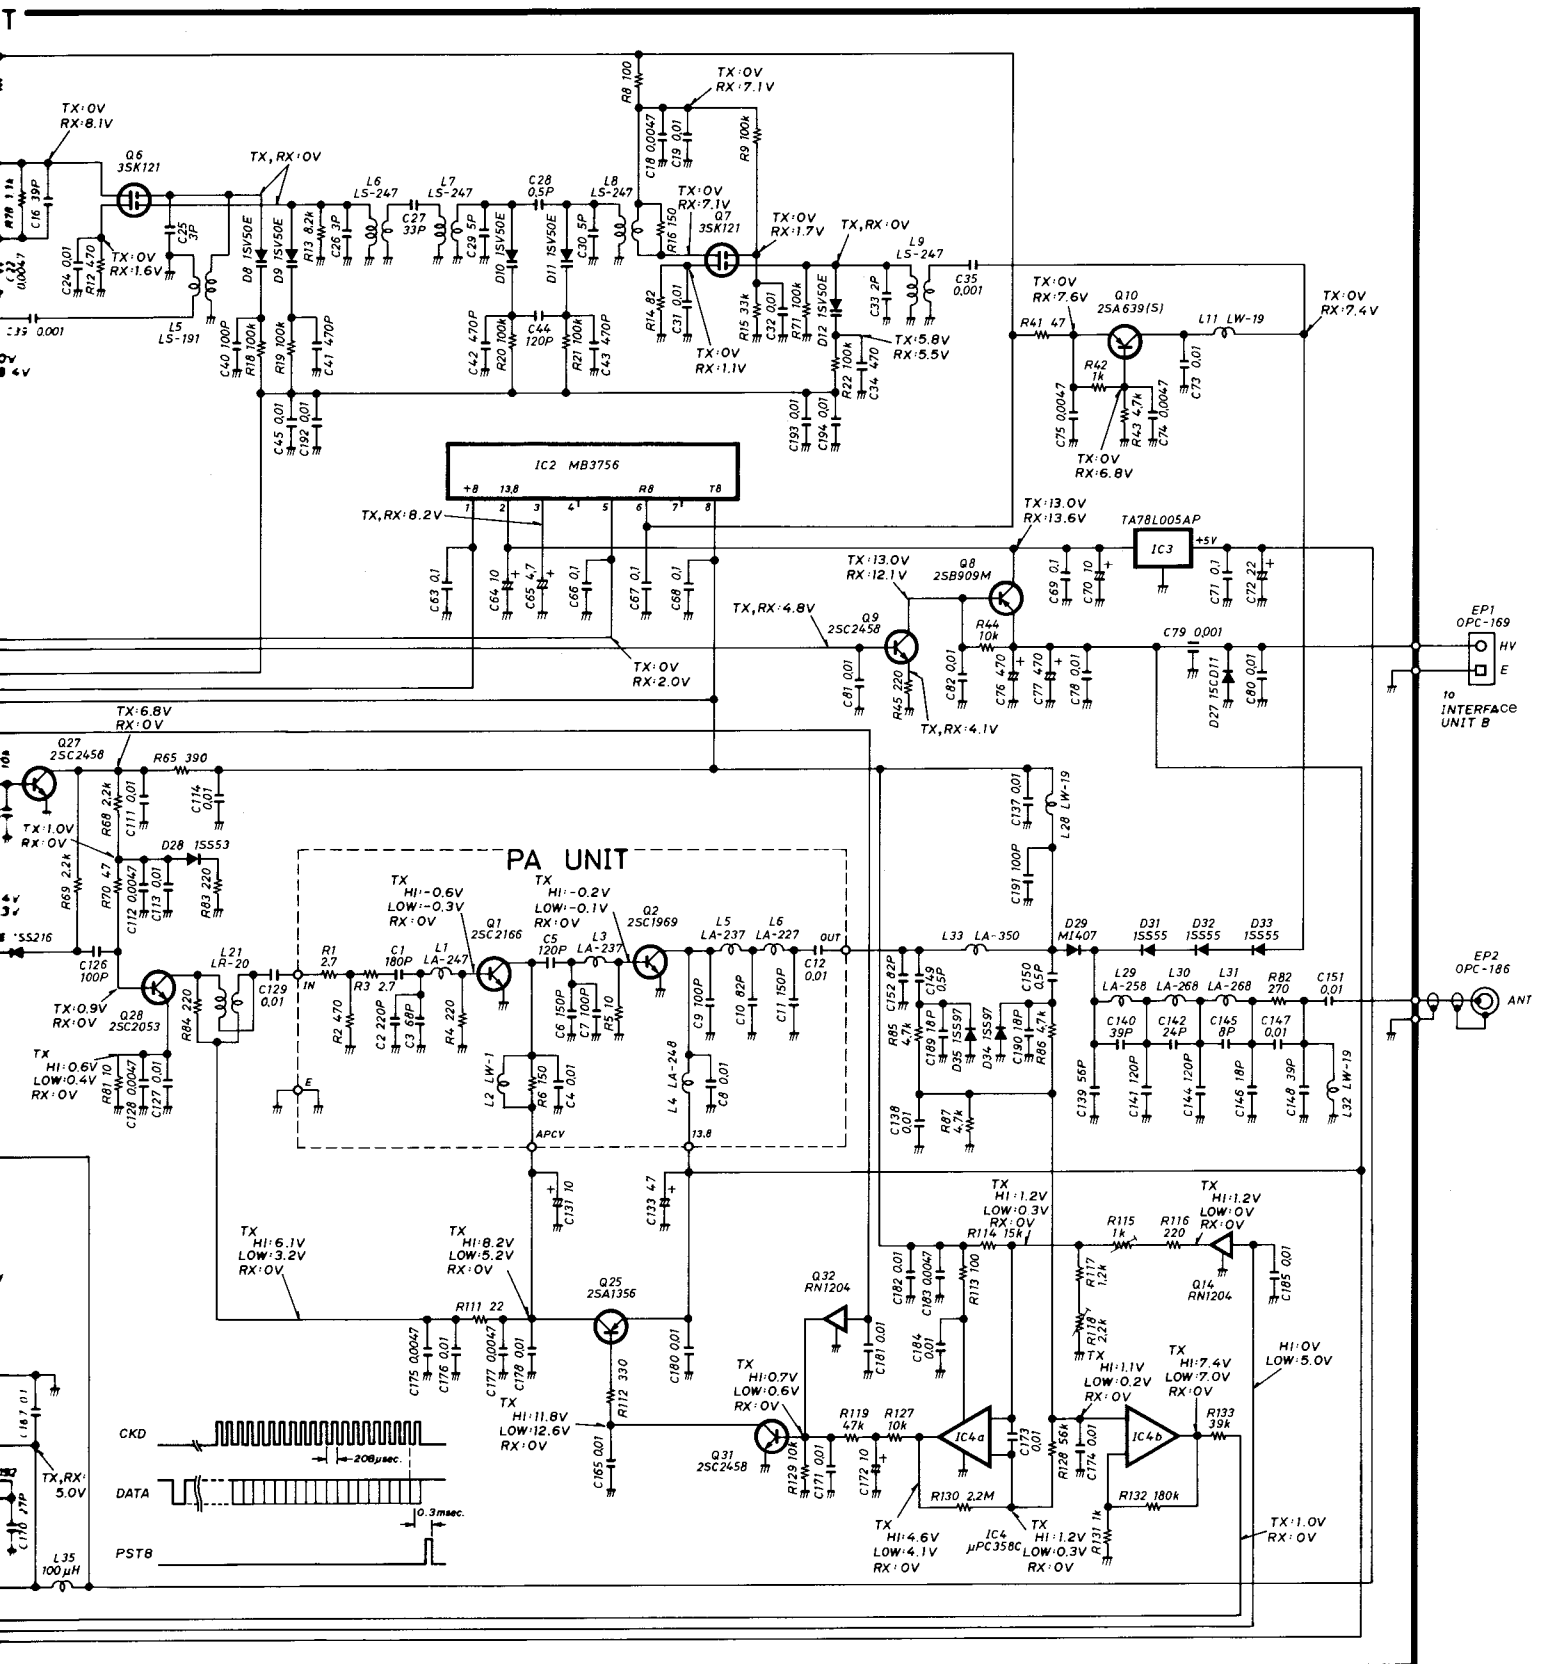 T
TX:0V
RX:8.1V
Q6
3SK121
C16 39P
C24 0.01
R12 470
0.0047
TX:0V
RX:1.6V
C25
3P
C39 0.001
L5
LS-191
TX,RX:0V
D8 1SV50E
D9 1SV50E
R13 8.2k
C26 3P
L6
LS-247
C27
33P
L7
LS-247
C29 5P
D10 1SV50E
C28
0.5P
D11 1SV50E
C30 5P
L8
LS-247
C40 100P
R18 100k
R19 100k
C41 470P
C42 470P
R20 100k
C44
120P
R21 100k
C43 470P
C45 0.01
C192 0.01
R8 100
TX:0V
RX:7.1V
C18 0.0047
C19 0.01
R9 100k
R16 150
TX:0V
RX:7.1V
Q7
3SK121
TX:0V
RX:1.7V
TX,RX:0V
R14 82
C31 0.01
TX:0V
RX:1.1V
R15 33k
C32 0.01
R71 100k
D12 1SV50E
C33 2P
L9
LS-247
C35
0.001
TX:5.8V
RX:5.5V
R22 100k
C34 470
C193 0.01
C194 0.01
TX:0V
RX:7.6V
Q10
2SA639(S)
L11 LW-19
TX:0V
RX:7.4V
R41 47
R42
1k
C73 0.01
C75 0.0047
R43 4.7k
C74 0.0047
TX:0V
RX:6.8V
IC2 MB3756
+8 13.8 R8 T8
1 2 3 4 5 6 7 8
TX,RX:8.2V
C63 0.1
C64 10
C65 4.7
C66 0.1
C67 0.1
C68 0.1
TX:0V
RX:2.0V
TX,RX:4.8V
TX:13.0V
RX:12.1V
Q9
2SC2458
Q8
2SB909M
TX:13.0V
RX:13.6V
TA78L005AP
IC3
+5V
C69 0.1
C70 10
C71 0.1
C72 22
C81 0.01
R45 220
TX,RX:4.1V
C82 0.01
R44
10k
C76 470
C77 470
C78 0.01
C79 0.001
D27 15CD11
C80 0.01
EP1
OPC-169
HV
E
to
INTERFACE
UNIT B
TX:6.8V
RX:0V
Q27
2SC2458
R65 390
R68 2.2k
C111 0.01
C114
0.01
TX:1.0V
RX:0V
R69 2.2k
R70 47
C112 0.0047
C113 0.01
D28 1SS53
R83 220
C126
100P
L21
LR-20
C129
0.01
TX:0.9V
RX:0V
Q28
2SC2053
R84 220
TX
HI:0.6V
LOW:0.4V
RX:0V
R81 10
C128 0.0047
C127 0.01
PA UNIT
IN
R1
2.7
R2 470
R3 2.7
C1
180P
C2 220P
C3 68P
L1
LA-247
R4 220
TX
HI:-0.6V
LOW:-0.3V
RX:0V
Q1
2SC2166
TX
HI:-0.2V
LOW:-0.1V
RX:0V
C5
120P
L3
LA-237
C6 150P
C7 100P
R5 10
Q2
2SC1969
L5
LA-237
L6
LA-227
OUT
C9 100P
C10 82P
C11 150P
C12
0.01
L2 LW-1
R6 150
C4 0.01
L4 LA-248
C8 0.01
E
APCV
13.8
C131 10
C133 47
C137 0.01
L28 LW-19
C191 100P
L33 LA-350
C152 82P
C149
0.5P
C150
0.5P
R85
4.7k
C189 18P
D35 1SS97
D34 1SS97
C190 18P
R86
4.7k
C138
0.01
R87
4.7k
D29
MI407
D31
1SS55
D32
1SS55
D33
1SS55
L29
LA-258
L30
LA-268
L31
LA-268
R82
270
C151
0.01
C140
39P
C142
24P
C145
8P
C147
0.01
C139 56P
C141 120P
C144 120P
C146 18P
C148 39P
L32 LW-19
EP2
OPC-186
ANT
TX
HI:6.1V
LOW:3.2V
RX:0V
TX
HI:8.2V
LOW:5.2V
RX:0V
R111 22
C175 0.0047
C176 0.01
C177 0.0047
C178 0.01
Q25
2SA1356
C180 0.01
R112 330
TX
HI:11.8V
LOW:12.6V
RX:0V
C165 0.01
Q32
RN1204
C181 0.01
TX
HI:0.7V
LOW:0.6V
RX:0V
Q31
2SC2458
R129 10k
C171 0.01
R119
47k
C172 10
R127
10k
IC4a
R130 2.2M
TX
HI:4.6V
LOW:4.1V
RX:0V
C182 0.01
C183 0.0047
R113 100
C184
0.01
TX
HI:1.2V
LOW:0.3V
RX:0V
R114 15k
C173
0.01
IC4
µPC358C
TX
HI:1.2V
LOW:0.3V
RX:0V
R115
1k
R116
220
TX
HI:1.2V
LOW:0V
RX:0V
Q14
RN1204
C185 0.01
R117
1.2k
R118
2.2k
TX
HI:1.1V
LOW:0.2V
RX:0V
TX
HI:7.4V
LOW:7.0V
RX:0V
HI:0V
LOW:5.0V
R128 56k
C174 0.01
IC4b
R133
39k
R131 1k
R132 180k
TX:1.0V
RX:0V
C167 0.1
TX,RX:
5.0V
C170 27P
L35
100µH
CKD
208µsec.
DATA
0.3msec.
PSTB